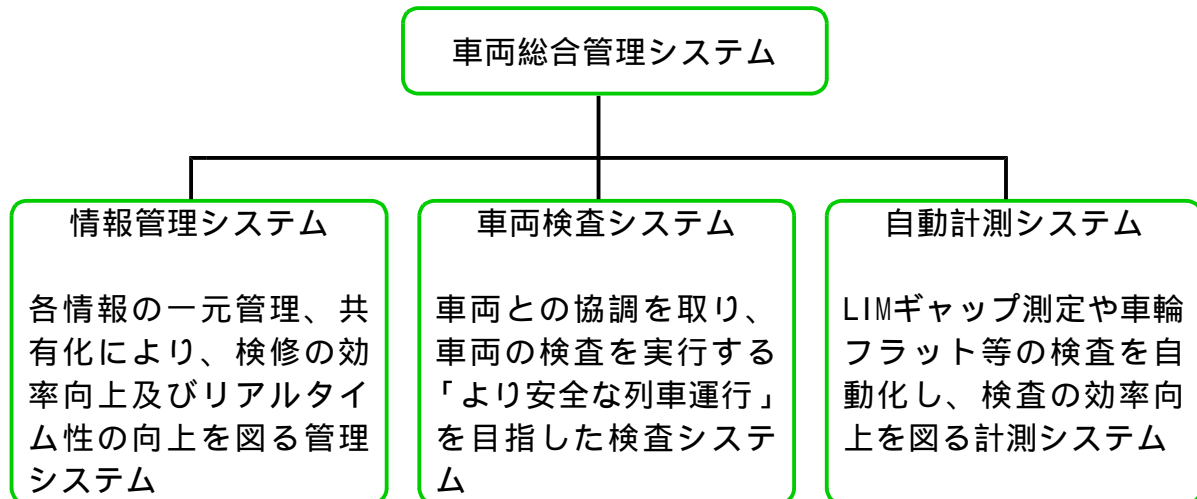 車両総合管理システム
情報管理システム
各情報の一元管理、共
有化により、検修の効
率向上及びリアルタイ
ム性の向上を図る管理
システム
車両検査システム
車両との協調を取り、
車両の検査を実行する
「より安全な列車運行」
を目指した検査システ
ム
自動計測システム
LIMギャップ測定や車輪
フラット等の検査を自
動化し、検査の効率向
上を図る計測システム